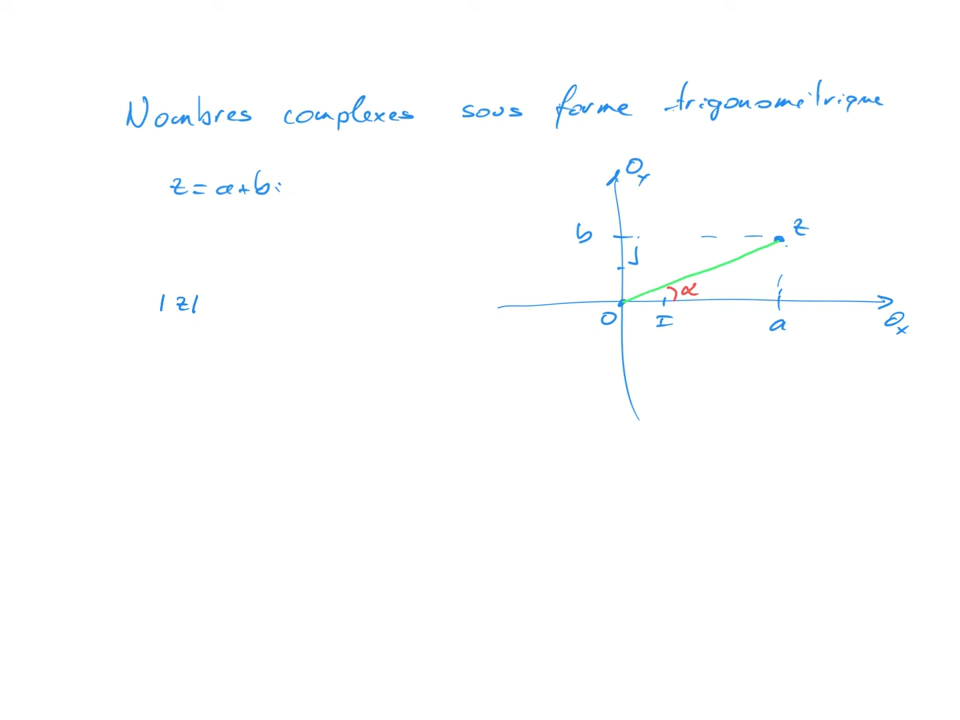 Nombres complexes sous forme trigonométrique
z = a + bi
Oy
b
z
J
α
|z|
O
I
a
Ox